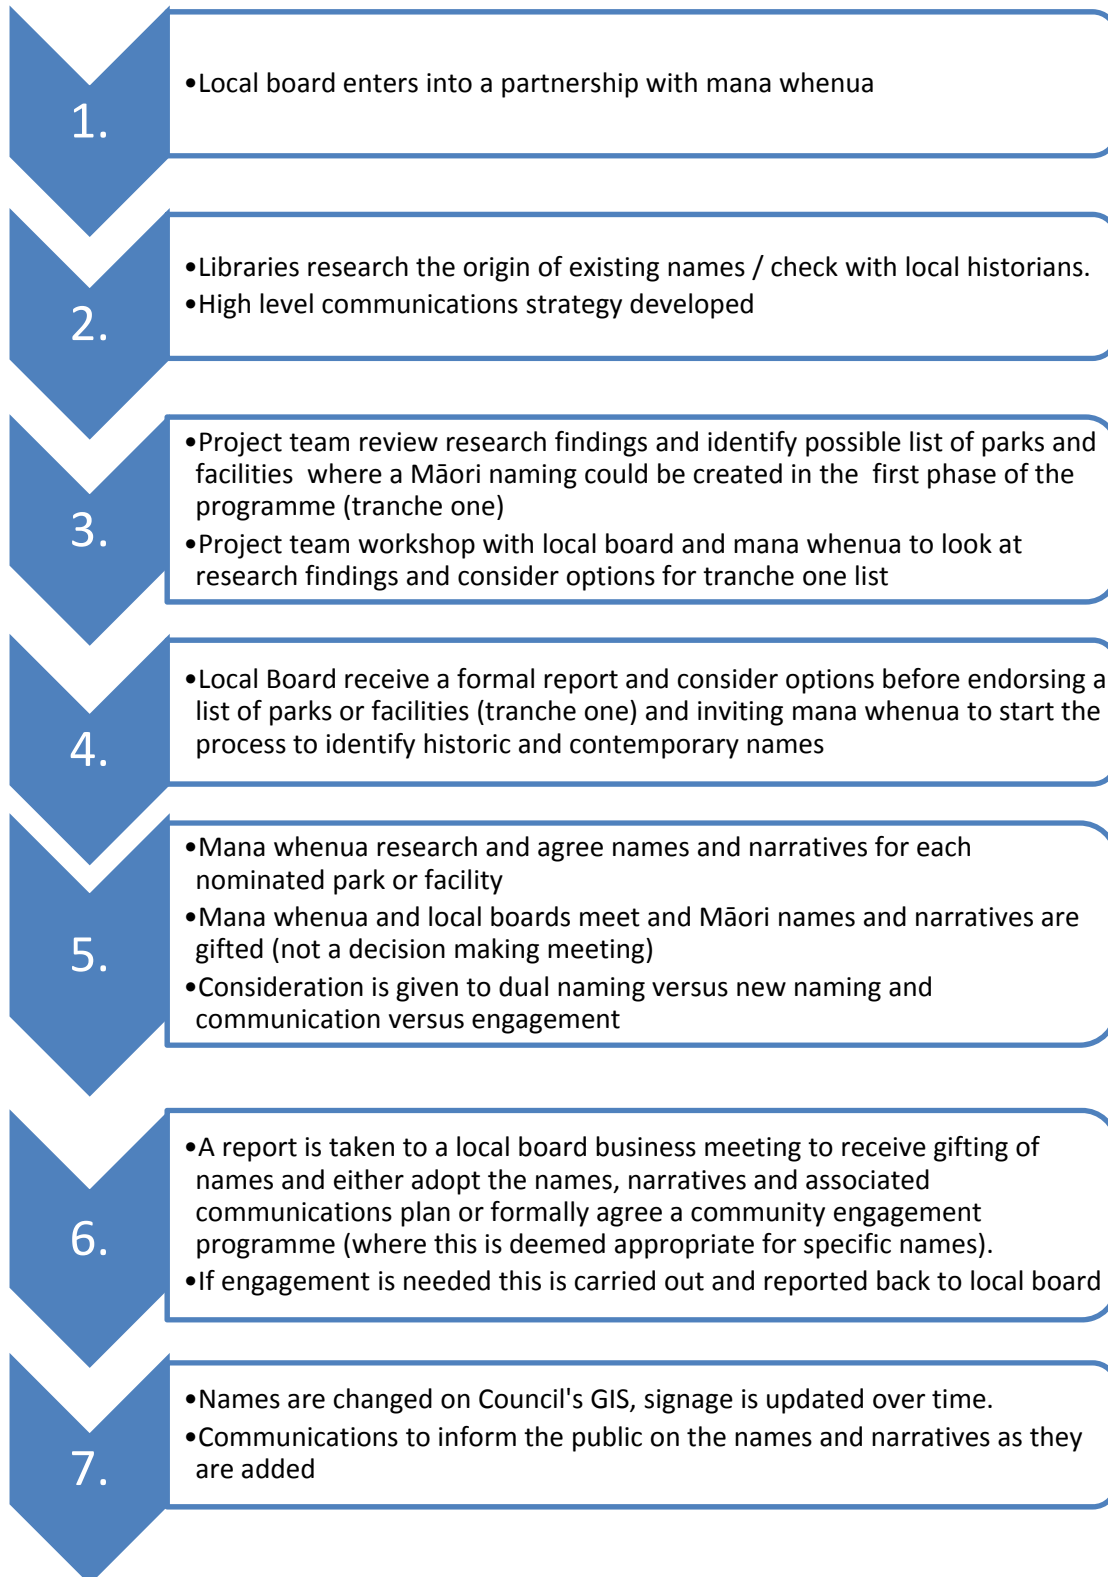 1.
•Local board enters into a partnership with mana whenua
2.
•Libraries research the origin of existing names / check with local historians.
•High level communications strategy developed
3.
•Project team review research findings and identify possible list of parks and
facilities  where a Māori naming could be created in the  first phase of the
programme (tranche one)
•Project team workshop with local board and mana whenua to look at
research findings and consider options for tranche one list
4.
•Local Board receive a formal report and consider options before endorsing a
list of parks or facilities (tranche one) and inviting mana whenua to start the
process to identify historic and contemporary names
5.
•Mana whenua research and agree names and narratives for each
nominated park or facility
•Mana whenua and local boards meet and Māori names and narratives are
gifted (not a decision making meeting)
•Consideration is given to dual naming versus new naming and
communication versus engagement
6.
•A report is taken to a local board business meeting to receive gifting of
names and either adopt the names, narratives and associated
communications plan or formally agree a community engagement
programme (where this is deemed appropriate for specific names).
•If engagement is needed this is carried out and reported back to local board
7.
•Names are changed on Council's GIS, signage is updated over time.
•Communications to inform the public on the names and narratives as they
are added